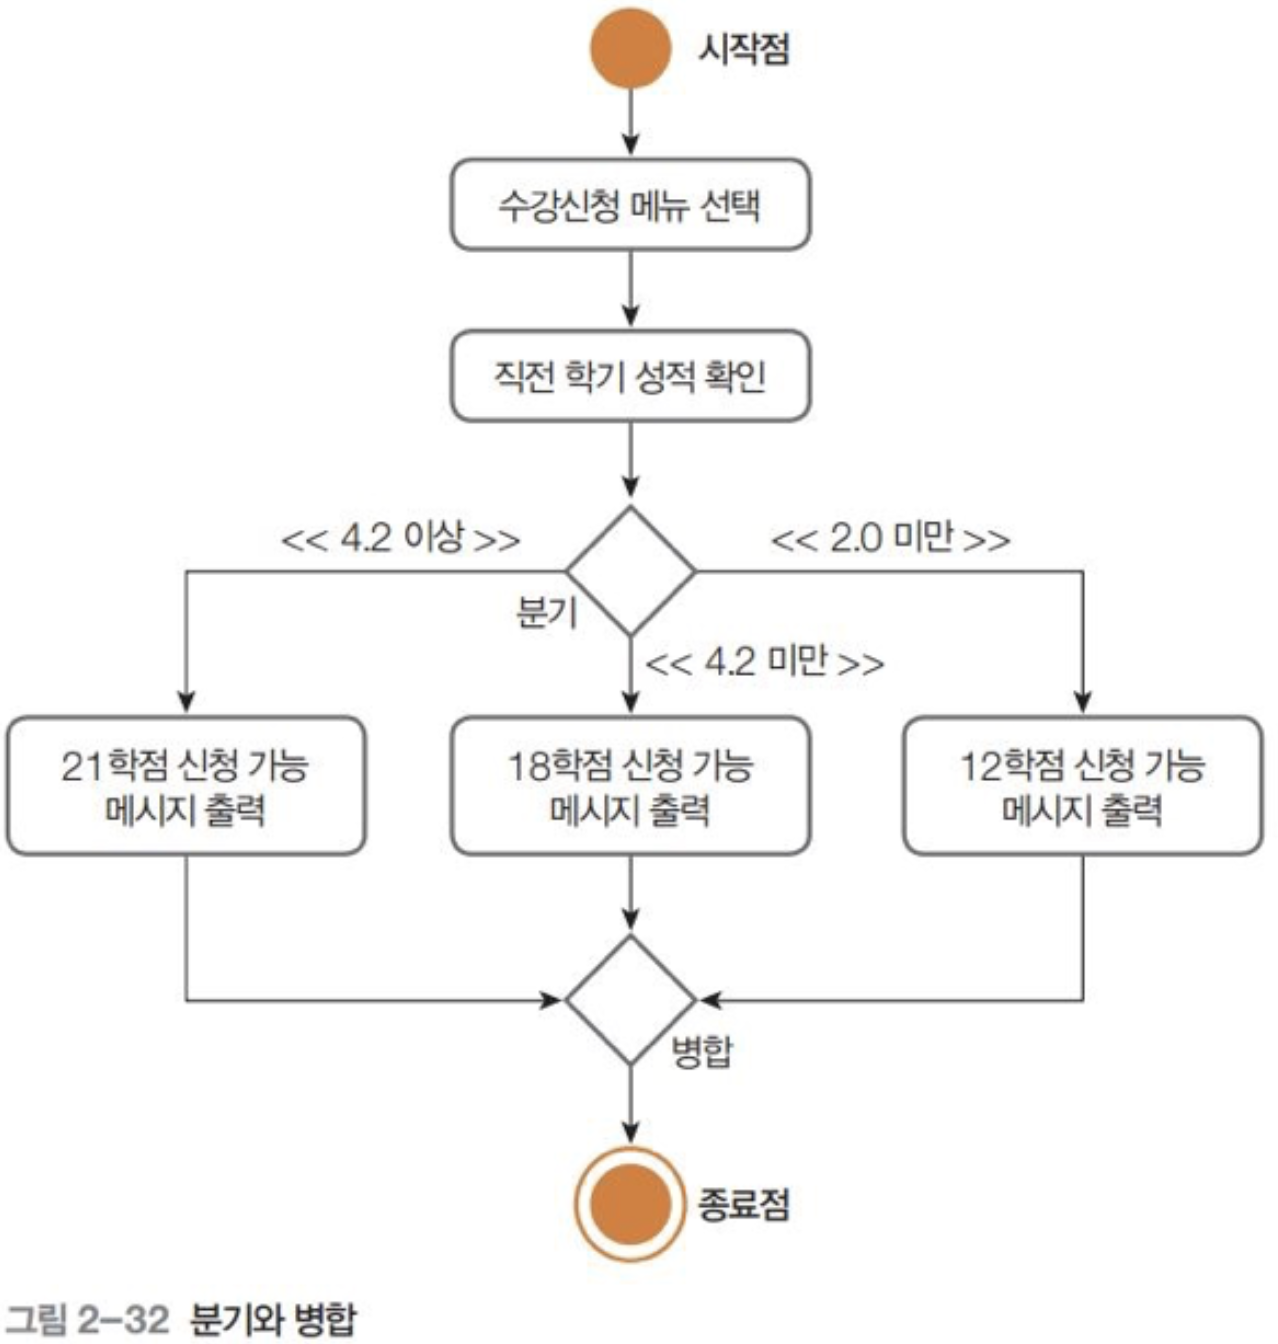 시작점
수강신청 메뉴 선택
직전 학기 성적 확인
<< 4.2 이상 >>
<< 2.0 미만 >>
분기
<< 4.2 미만 >>
21학점 신청 가능
메시지 출력
18학점 신청 가능
메시지 출력
12학점 신청 가능
메시지 출력
병합
종료점
그림 2-32 분기와 병합